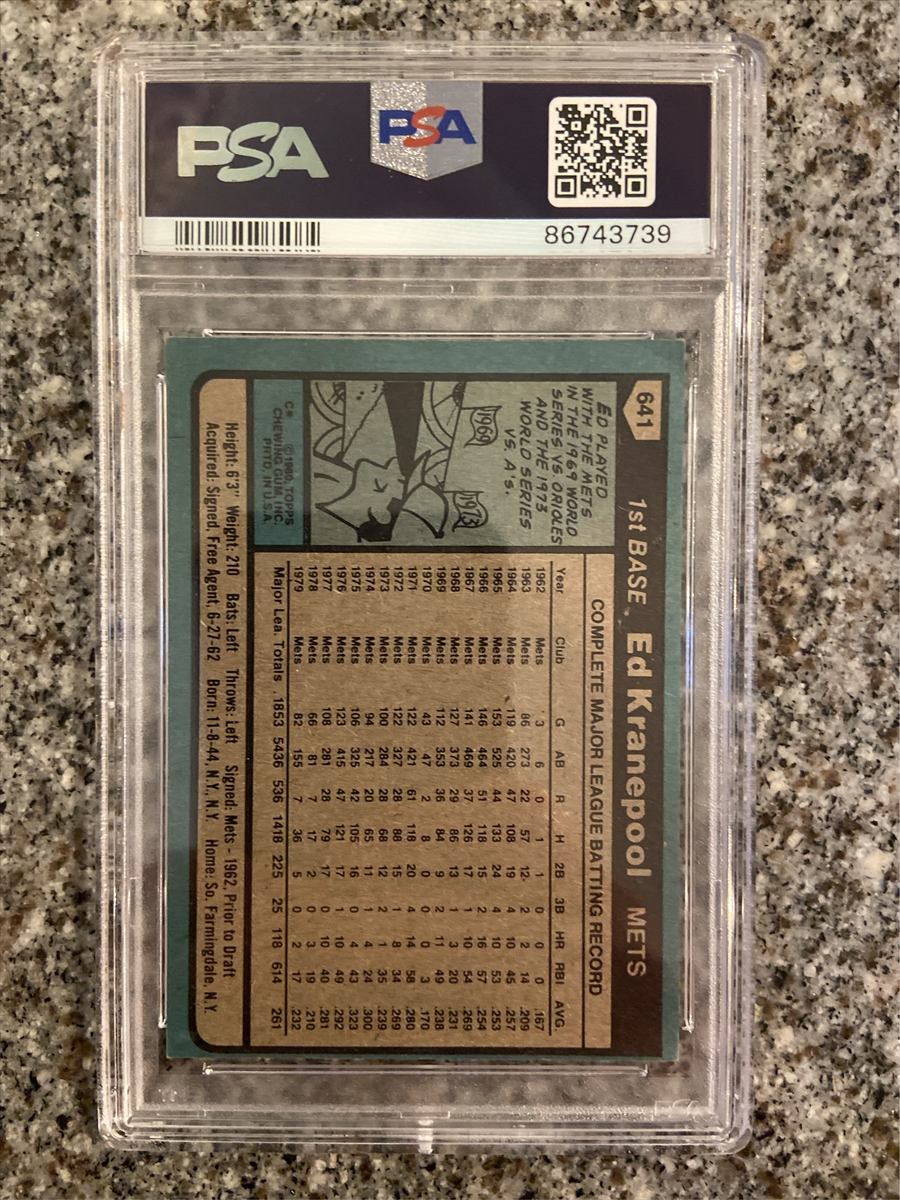 PSA
PSA
86743739
641
1st BASE Ed Kranepool METS
ED PLAYED
WITH THE METS
IN THE 1969 WORLD
SERIES VS. ORIOLES
AND THE 1973
WORLD SERIES
VS. A's.
1969
1973
C*
©1980, TOPPS
CHEWING GUM, INC.
PRTD. IN U.S.A.
COMPLETE MAJOR LEAGUE BATTING RECORD
Year Club G AB R H 2B 3B HR RBI AVG.
1962 Mets 3 6 0 1 1 0 0 0 .167
1963 Mets 86 273 22 57 12 2 2 14 .209
1964 Mets 119 420 47 108 19 4 10 45 .257
1965 Mets 153 525 44 133 24 4 10 53 .253
1966 Mets 146 464 51 118 15 2 16 57 .254
1967 Mets 141 469 37 126 17 1 10 54 .269
1968 Mets 127 373 29 86 13 1 3 20 .231
1969 Mets 112 353 36 84 9 2 11 49 .238
1970 Mets 43 47 2 8 0 0 0 3 .170
1971 Mets 122 421 61 118 20 4 14 58 .280
1972 Mets 122 327 28 88 15 1 8 34 .269
1973 Mets 100 284 28 68 12 2 1 35 .239
1974 Mets 94 217 20 65 11 1 4 24 .300
1975 Mets 106 325 42 105 16 0 4 43 .323
1976 Mets 123 415 47 121 17 1 10 49 .292
1977 Mets 108 281 28 79 17 0 10 40 .281
1978 Mets 66 81 7 17 2 0 3 19 .210
1979 Mets 82 155 7 36 5 0 2 17 .232
Major Lea. Totals . 1853 5436 536 1418 225 25 118 614 .261
Height: 6'3" Weight: 210 Bats: Left Throws: Left Signed: Mets - 1962, Prior to Draft
Acquired: Signed, Free Agent, 6-27-62 Born: 11-8-44, N.Y., N.Y. Home: So. Farmingdale, N.Y.